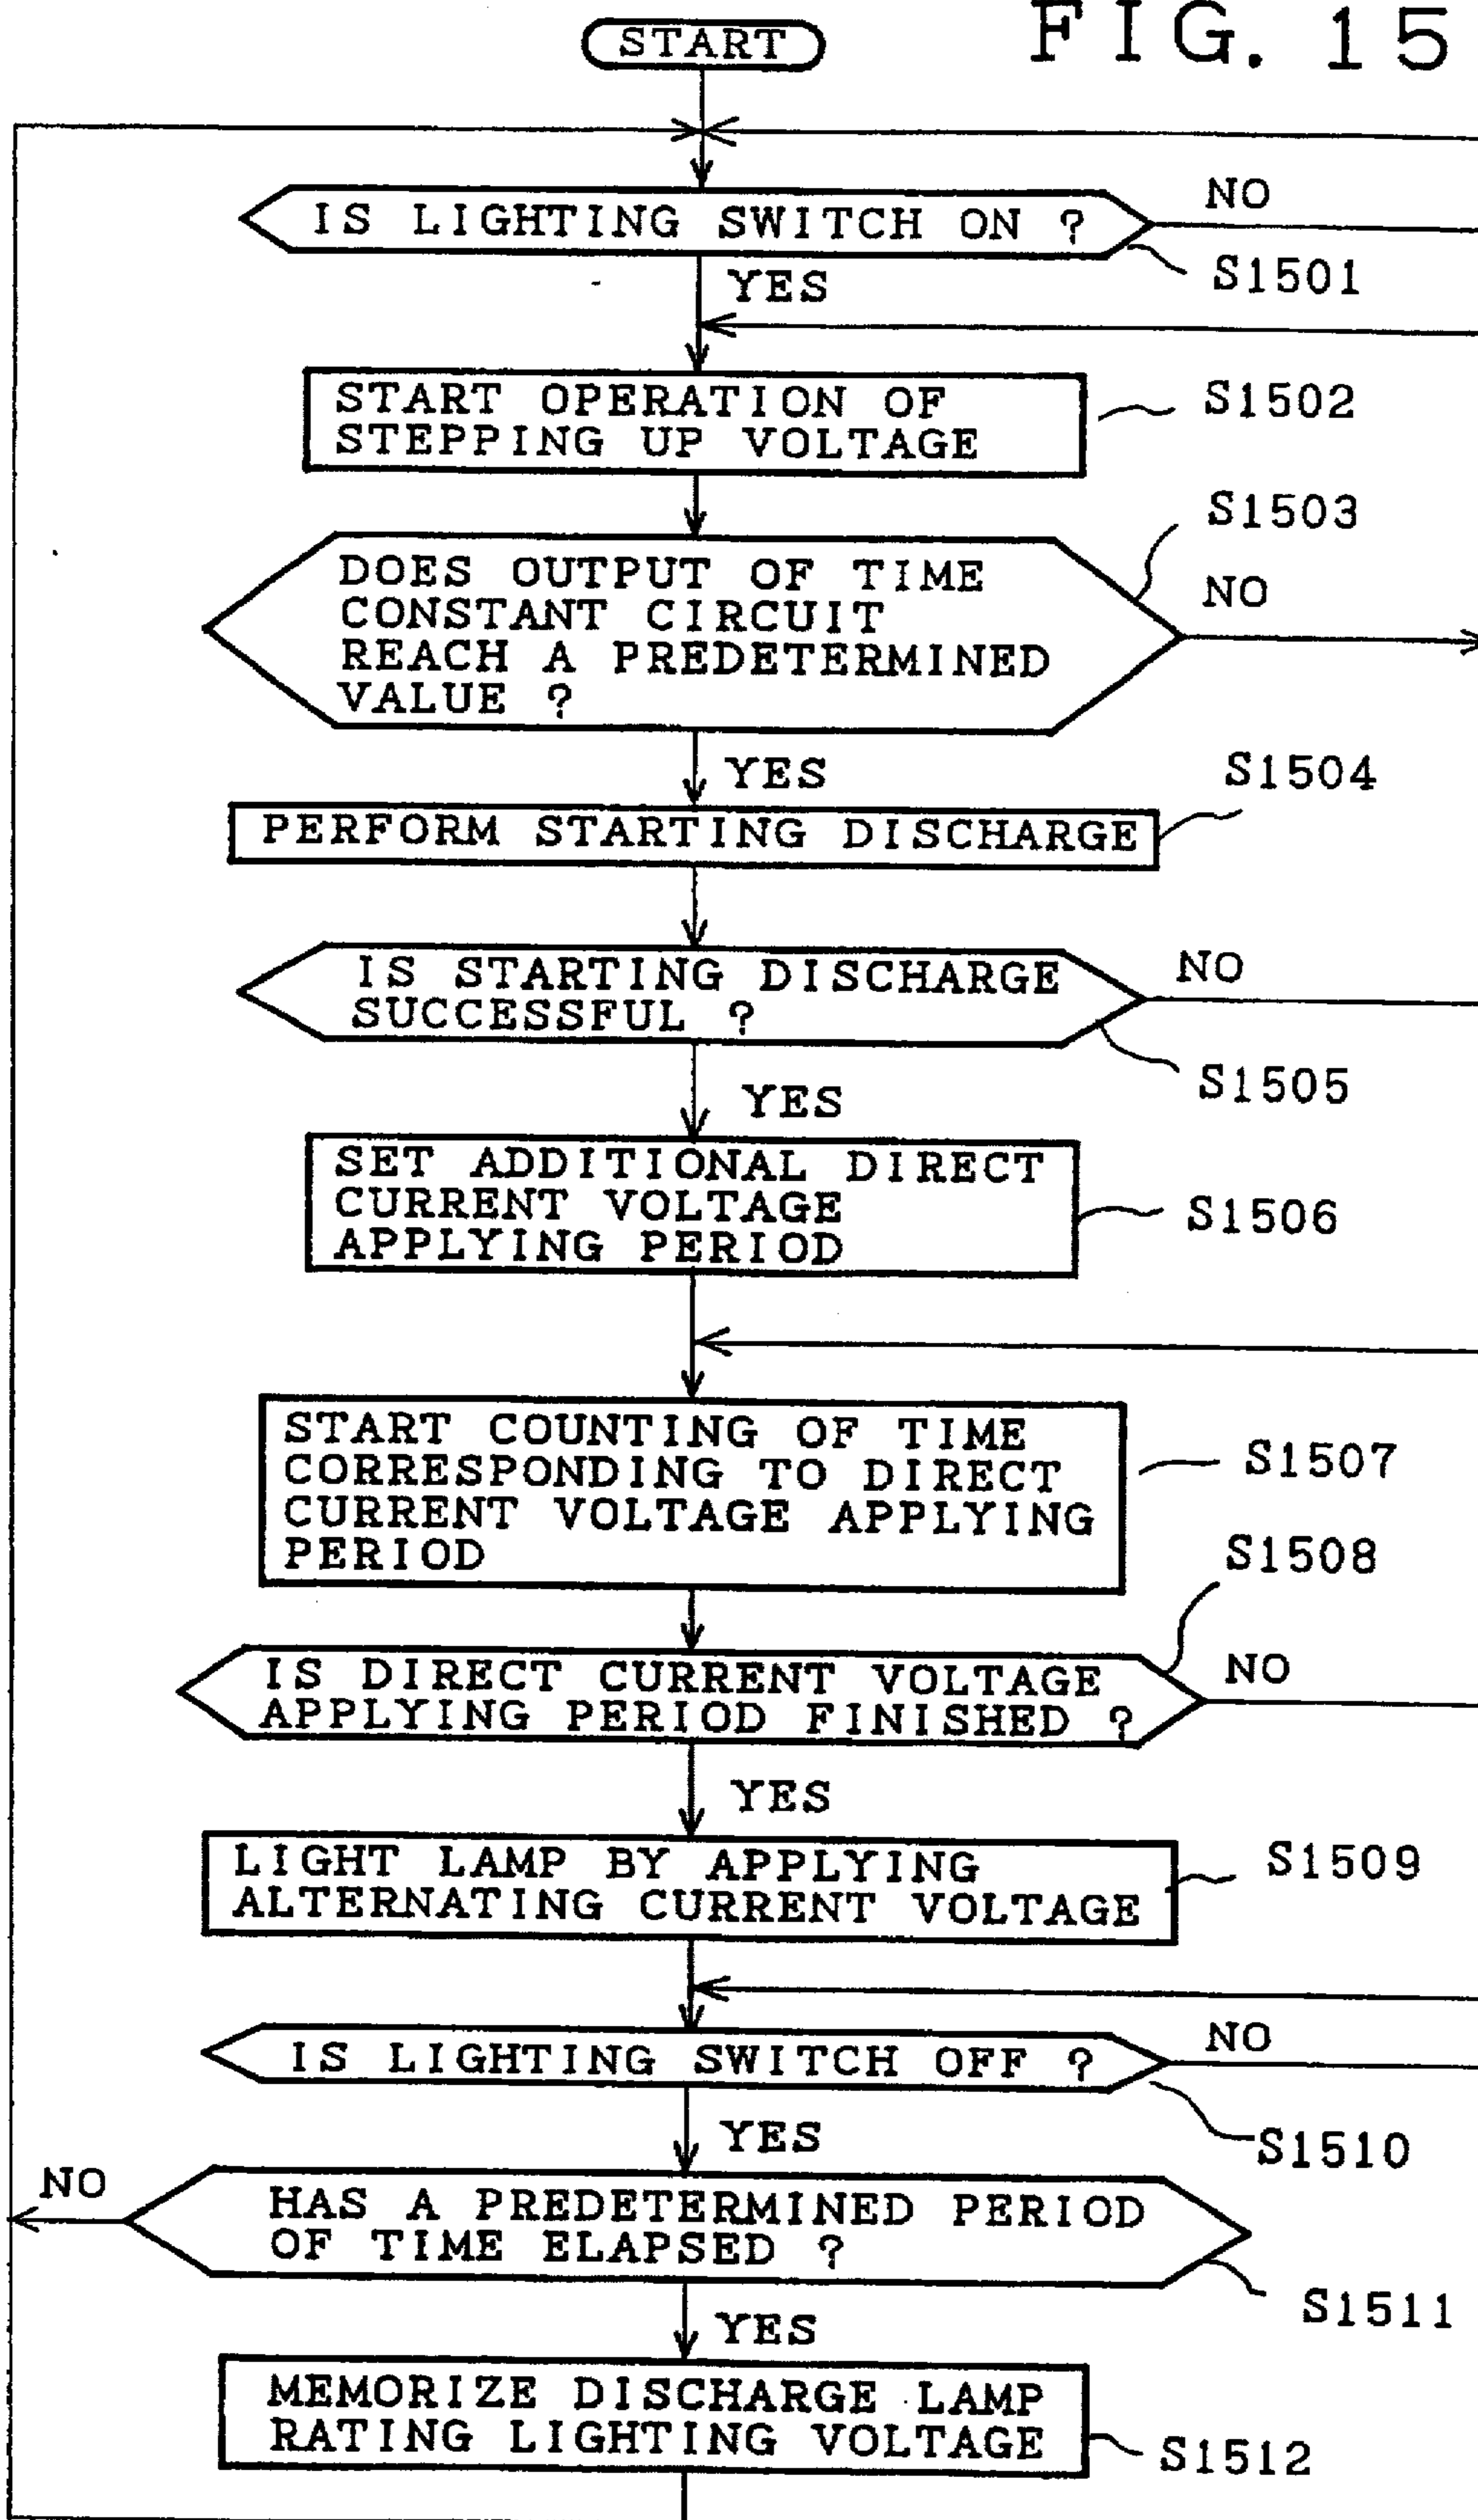 FIG. 15
START
IS LIGHTING SWITCH ON ?
NO
S1501
YES
START OPERATION OF
STEPPING UP VOLTAGE
S1502
S1503
DOES OUTPUT OF TIME
CONSTANT CIRCUIT
REACH A PREDETERMINED
VALUE ?
NO
YES
S1504
PERFORM STARTING DISCHARGE
IS STARTING DISCHARGE
SUCCESSFUL ?
NO
S1505
YES
SET ADDITIONAL DIRECT
CURRENT VOLTAGE
APPLYING PERIOD
S1506
START COUNTING OF TIME
CORRESPONDING TO DIRECT
CURRENT VOLTAGE APPLYING
PERIOD
S1507
S1508
IS DIRECT CURRENT VOLTAGE
APPLYING PERIOD FINISHED ?
NO
YES
LIGHT LAMP BY APPLYING
ALTERNATING CURRENT VOLTAGE
S1509
IS LIGHTING SWITCH OFF ?
NO
S1510
YES
NO
HAS A PREDETERMINED PERIOD
OF TIME ELAPSED ?
S1511
YES
MEMORIZE DISCHARGE LAMP
RATING LIGHTING VOLTAGE
S1512